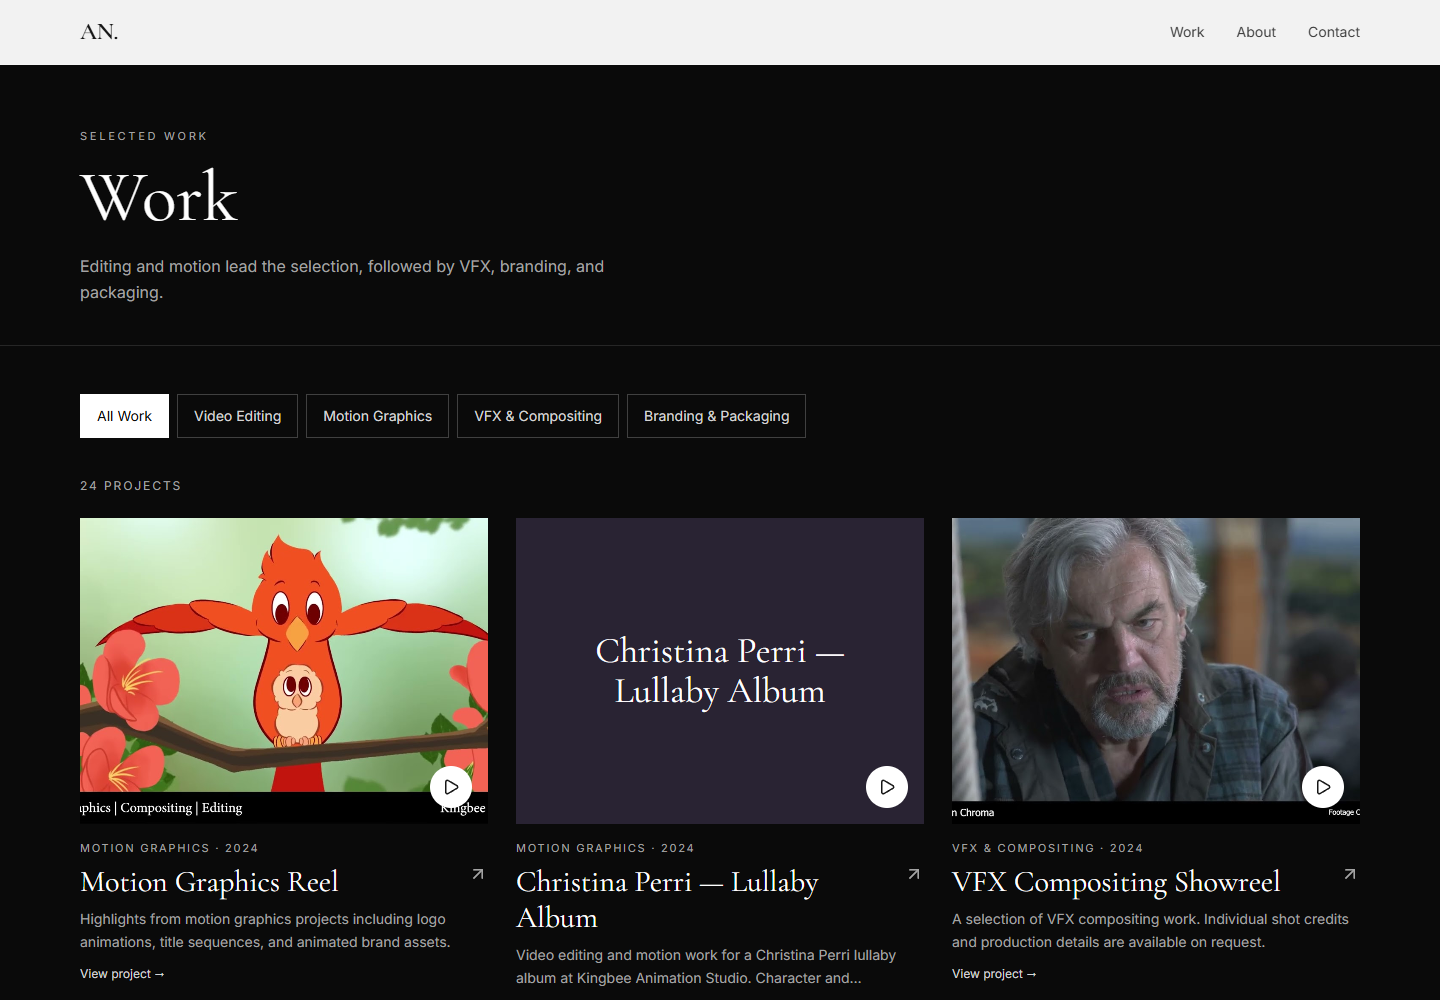 AN.
Work About Contact
SELECTED WORK
Work
Editing and motion lead the selection, followed by VFX, branding, and
packaging.
All Work Video Editing Motion Graphics VFX & Compositing Branding & Packaging
24 PROJECTS
Christina Perri —
Lullaby Album
| Compositing | Editing
Kingbee
Chroma
Footage
MOTION GRAPHICS · 2024
Motion Graphics Reel
Highlights from motion graphics projects including logo
animations, title sequences, and animated brand assets.
View project →
MOTION GRAPHICS · 2024
Christina Perri — Lullaby
Album
Video editing and motion work for a Christina Perri lullaby
album at Kingbee Animation Studio. Character and...
VFX & COMPOSITING · 2024
VFX Compositing Showreel
A selection of VFX compositing work. Individual shot credits
and production details are available on request.
View project →